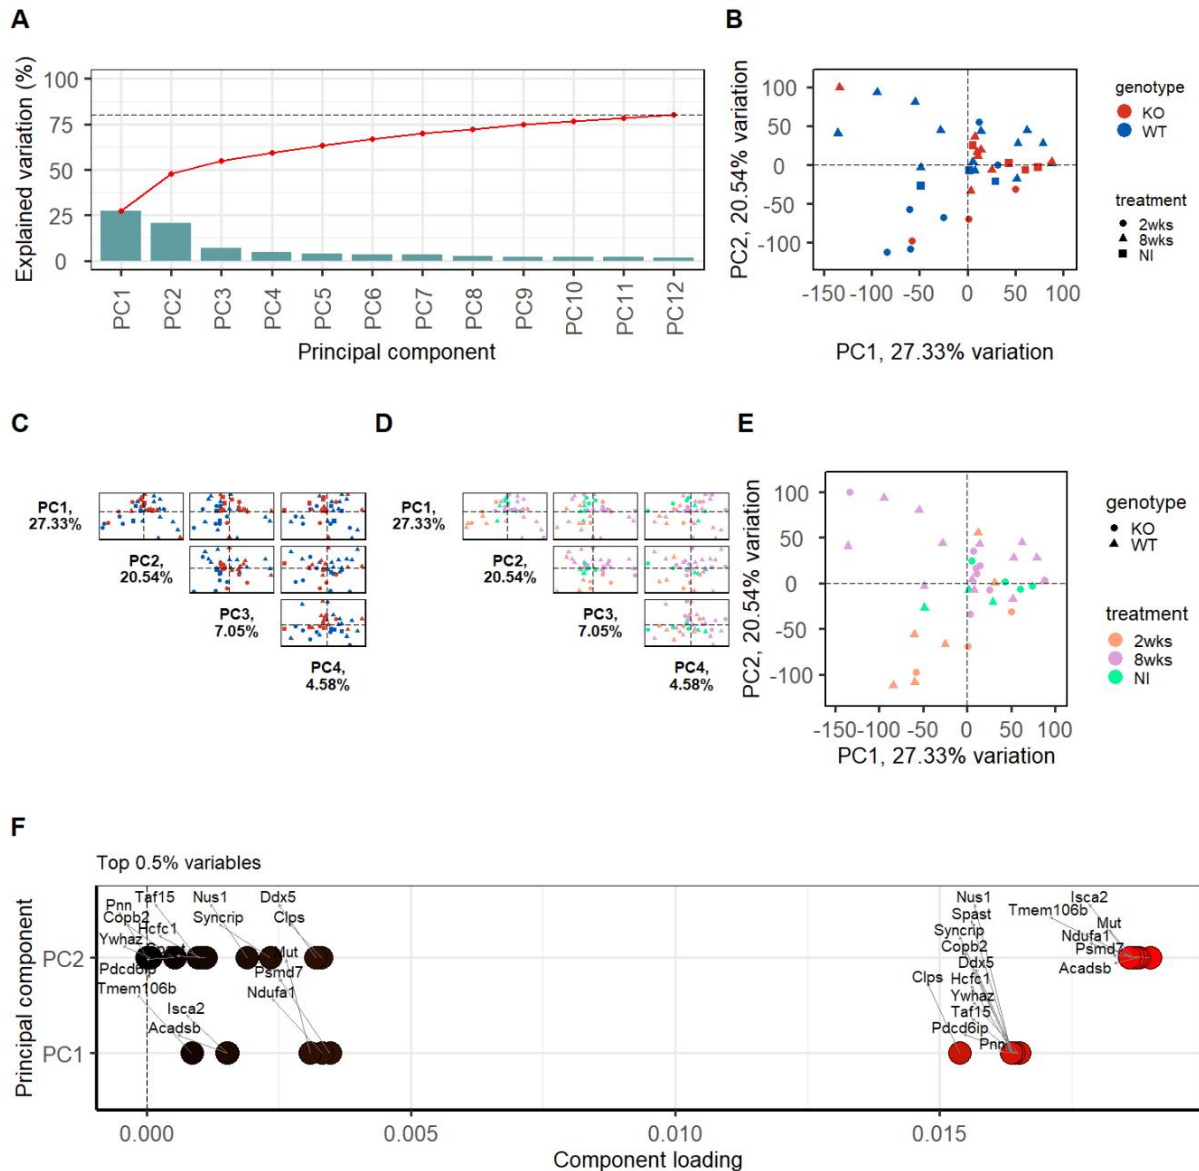 A
Explained variation (%)
100
75
50
25
0
PC1
PC2
PC3
PC4
PC5
PC6
PC7
PC8
PC9
PC10
PC11
PC12
Principal component
B
PC2, 20.54% variation
100
50
0
-50
-100
-150 -100 -50 0 50 100
PC1, 27.33% variation
genotype
KO
WT
treatment
2wks
8wks
NI
C
PC1,
27.33%
PC2,
20.54%
PC3,
7.05%
PC4,
4.58%
D
PC1,
27.33%
PC2,
20.54%
PC3,
7.05%
PC4,
4.58%
E
PC2, 20.54% variation
100
50
0
-50
-100
-150 -100 -50 0 50 100
PC1, 27.33% variation
genotype
KO
WT
treatment
2wks
8wks
NI
F
Top 0.5% variables
Principal component
PC2
PC1
Pnn
Taf15
Nus1
Ddx5
Copb2
Syncrip
Clps
Hcfc1
Ywhaz
Mut
Pdcd6ip
Psmd7
Tmem106b
Ndufa1
Isca2
Acadsb
Nus1
Isca2
Spast
Tmem106b
Syncrip
Mut
Copb2
Ndufa1
Ddx5
Psmd7
Clps
Hcfc1
Acadsb
Ywhaz
Taf15
Pdcd6ip
Pnn
0.000 0.005 0.010 0.015
Component loading